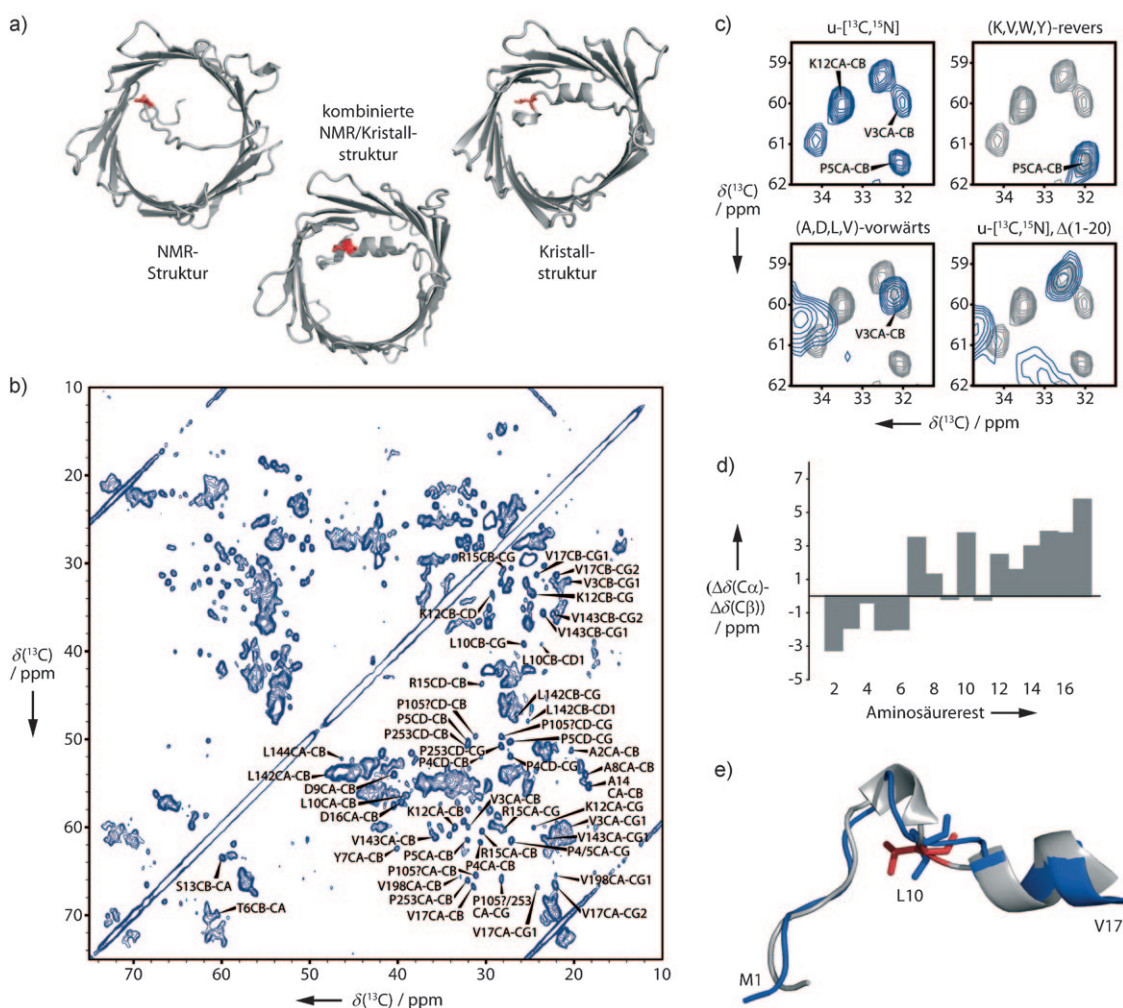 a)
NMR-
Struktur
kombinierte
NMR/Kristall-
struktur
Kristall-
struktur
b)
10
20
30
40
50
60
70
δ(¹³C)
/ ppm
70
60
50
40
30
20
10
δ(¹³C) / ppm
R15CB-CG
V17CB-CG1
V17CB-CG2
V3CB-CG1
K12CB-CG
K12CB-CD
V143CB-CG2
V143CB-CG1
L10CB-CG
L10CB-CD1
R15CD-CB
L142CB-CG
L142CB-CD1
P105?CD-CB
P105?CD-CG
P5CD-CB
P5CD-CG
P253CD-CB
P253CD-CG
P4CD-CB
P4CD-CG
A2CA-CB
A8CA-CB
A14
CA-CB
L144CA-CB
L142CA-CB
D9CA-CB
L10CA-CB
D16CA-CB
V3CA-CB
K12CA-CG
K12CA-CB
R15CA-CG
V3CA-CG1
V143CA-CB
V143CA-CG1
Y7CA-CB
P5CA-CB
R15CA-CB
P4/5CA-CG
P4CA-CB
P105?CA-CB
S13CB-CA
V198CA-CB
V198CA-CG1
P253CA-CB
P105?/253
CA-CG
T6CB-CA
V17CA-CB
V17CA-CG2
V17CA-CG1
c)
u-[¹³C,¹⁵N]
(K,V,W,Y)-revers
59
60
61
62
K12CA-CB
V3CA-CB
P5CA-CB
P5CA-CB
34
33
32
34
33
32
δ(¹³C)
/ ppm
(A,D,L,V)-vorwärts
u-[¹³C,¹⁵N], Δ(1-20)
59
60
61
62
V3CA-CB
34
33
32
34
33
32
δ(¹³C) / ppm
d)
7
5
3
1
-1
-3
-5
(Δδ(Cα)-
Δδ(Cβ))
/ ppm
2
4
6
8
10
12
14
16
Aminosäurerest
e)
L10
V17
M1